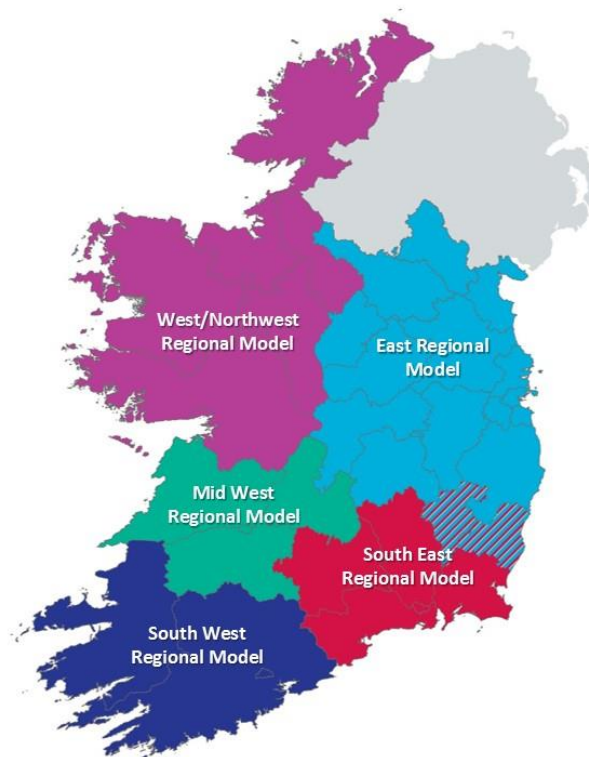 West/Northwest
Regional Model
East Regional
Model
Mid West
Regional Model
South East
Regional Model
South West
Regional Model